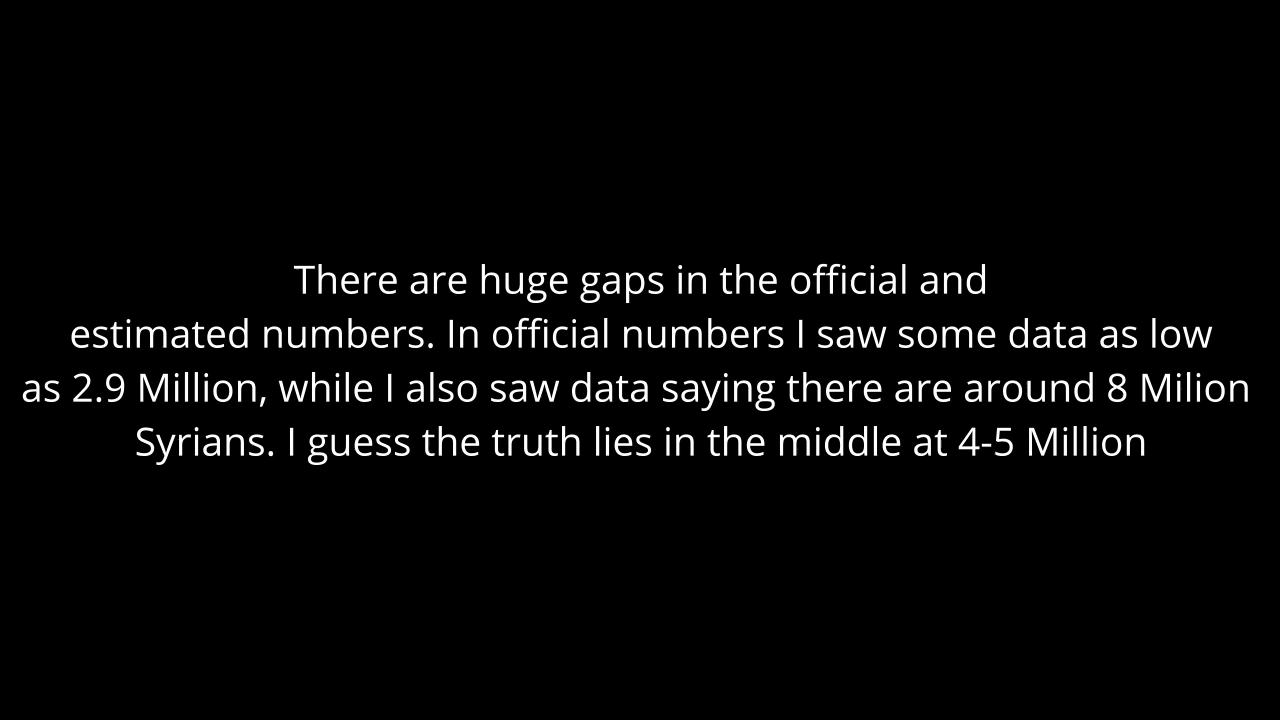 There are huge gaps in the official and
estimated numbers. In official numbers I saw some data as low
as 2.9 Million, while I also saw data saying there are around 8 Milion
Syrians. I guess the truth lies in the middle at 4-5 Million